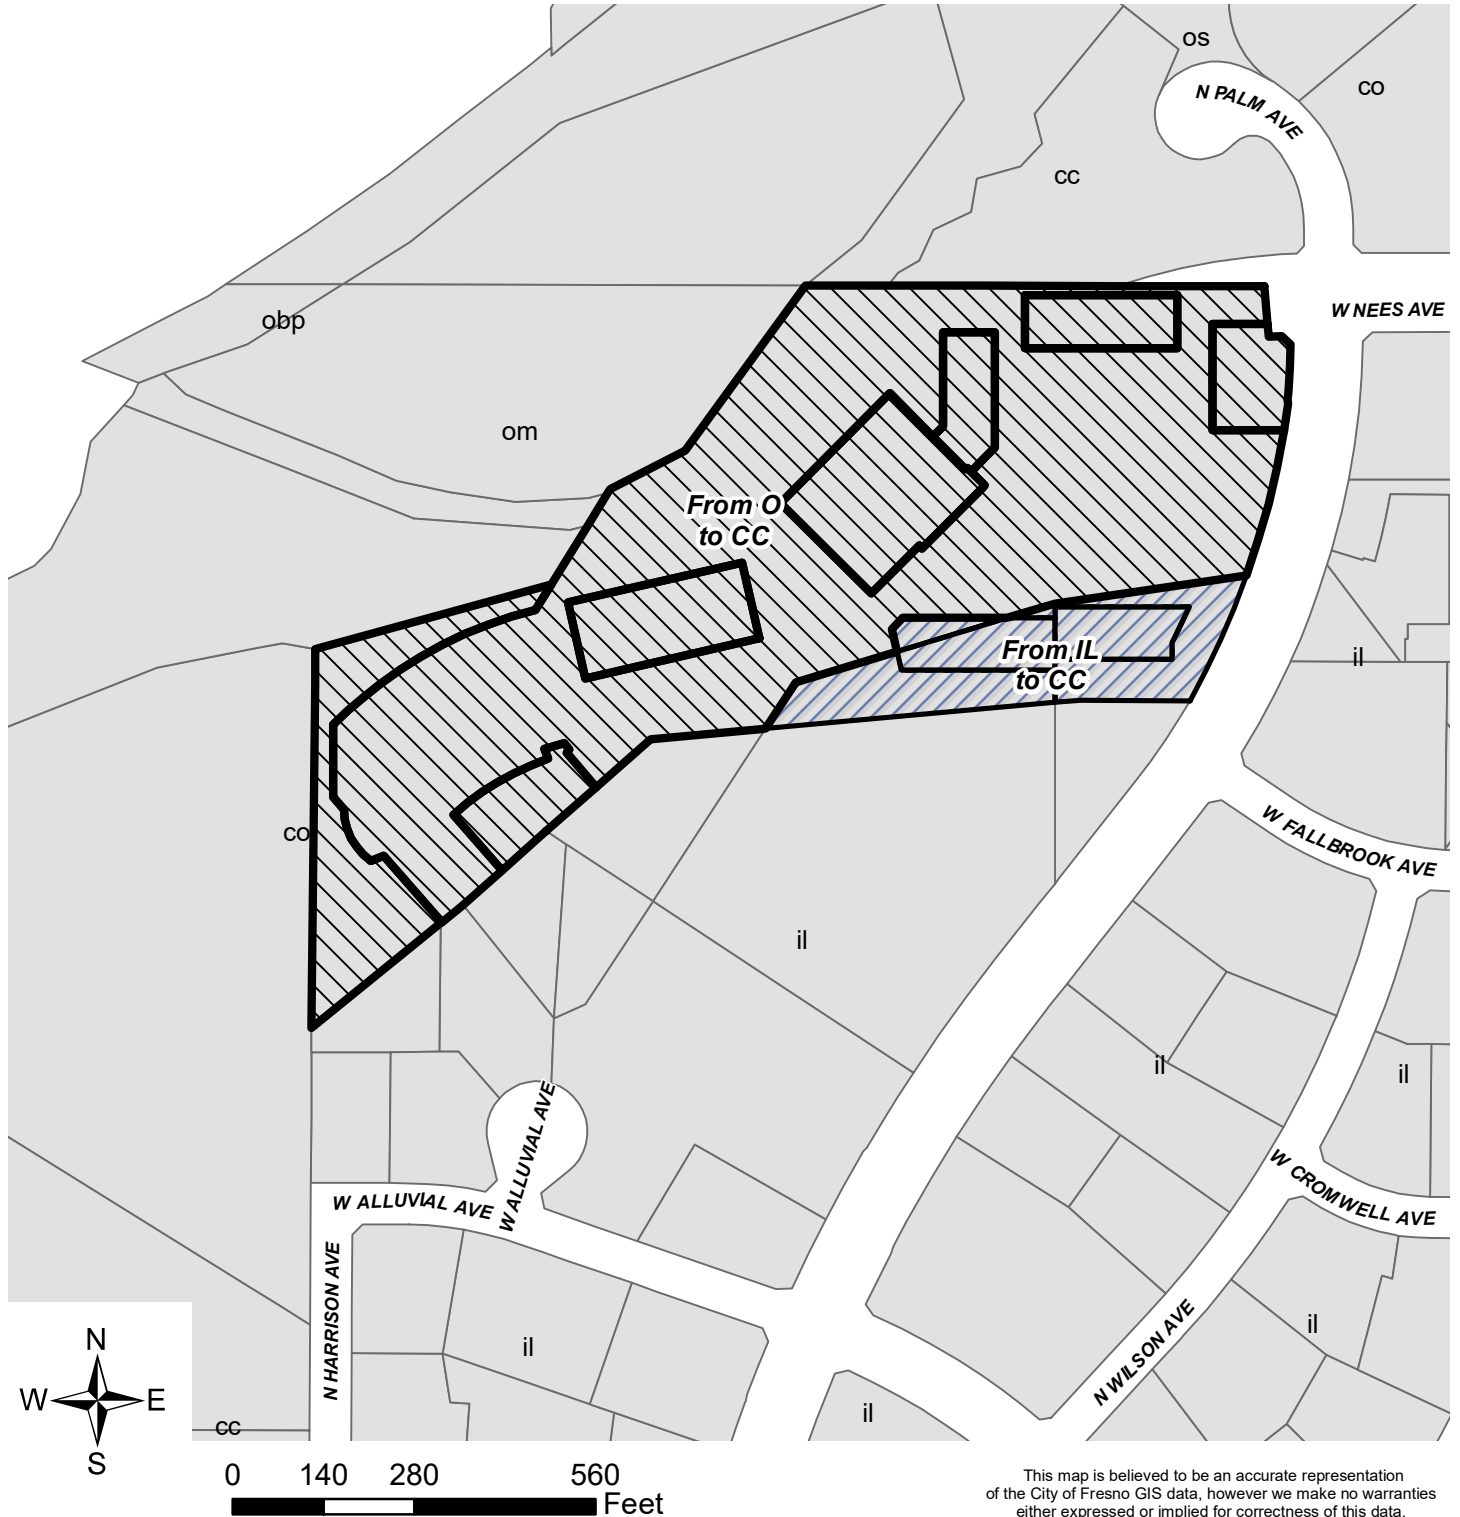 os
N PALM AVE
co
cc
W NEES AVE
obp
om
From O
to CC
From IL
to CC
il
co
W FALLBROOK AVE
il
il
il
W ALLUVIAL AVE
W ALLUVIAL AVE
W CROMWELL AVE
N HARRISON AVE
N WILSON AVE
il
il
il
cc
N
W E
S
0 140 280 560
Feet
This map is believed to be an accurate representation
of the City of Fresno GIS data, however we make no warranties
either expressed or implied for correctness of this data.